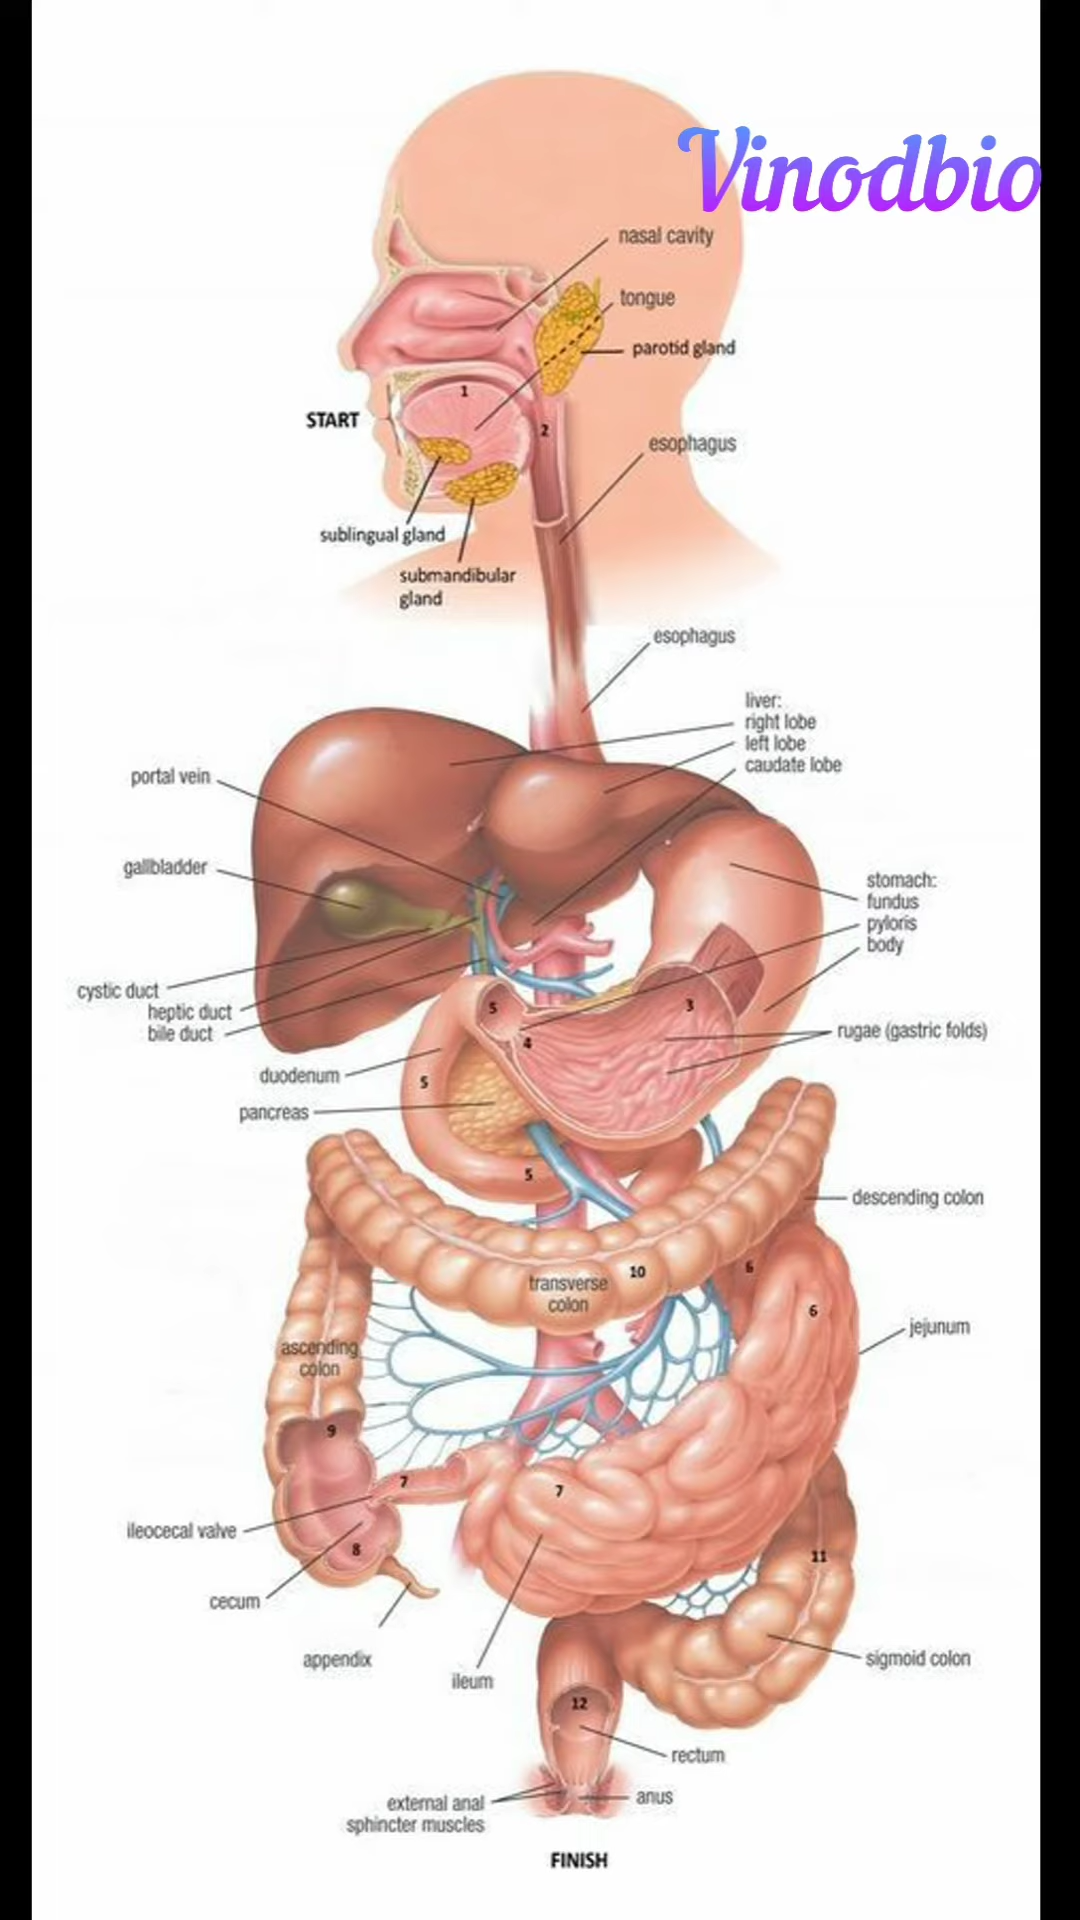 Vinodbio
nasal cavity
tongue
parotid gland
1
START
2
esophagus
sublingual gland
submandibular
gland
esophagus
liver:
right lobe
left lobe
caudate lobe
portal vein
gallbladder
stomach:
fundus
pyloris
body
cystic duct
heptic duct
bile duct
5
3
4
rugae (gastric folds)
duodenum
5
pancreas
5
descending colon
10
6
transverse
colon
6
jejunum
ascending
colon
9
7
7
ileocecal valve
8
11
cecum
appendix
ileum
sigmoid colon
12
rectum
anus
external anal
sphincter muscles
FINISH